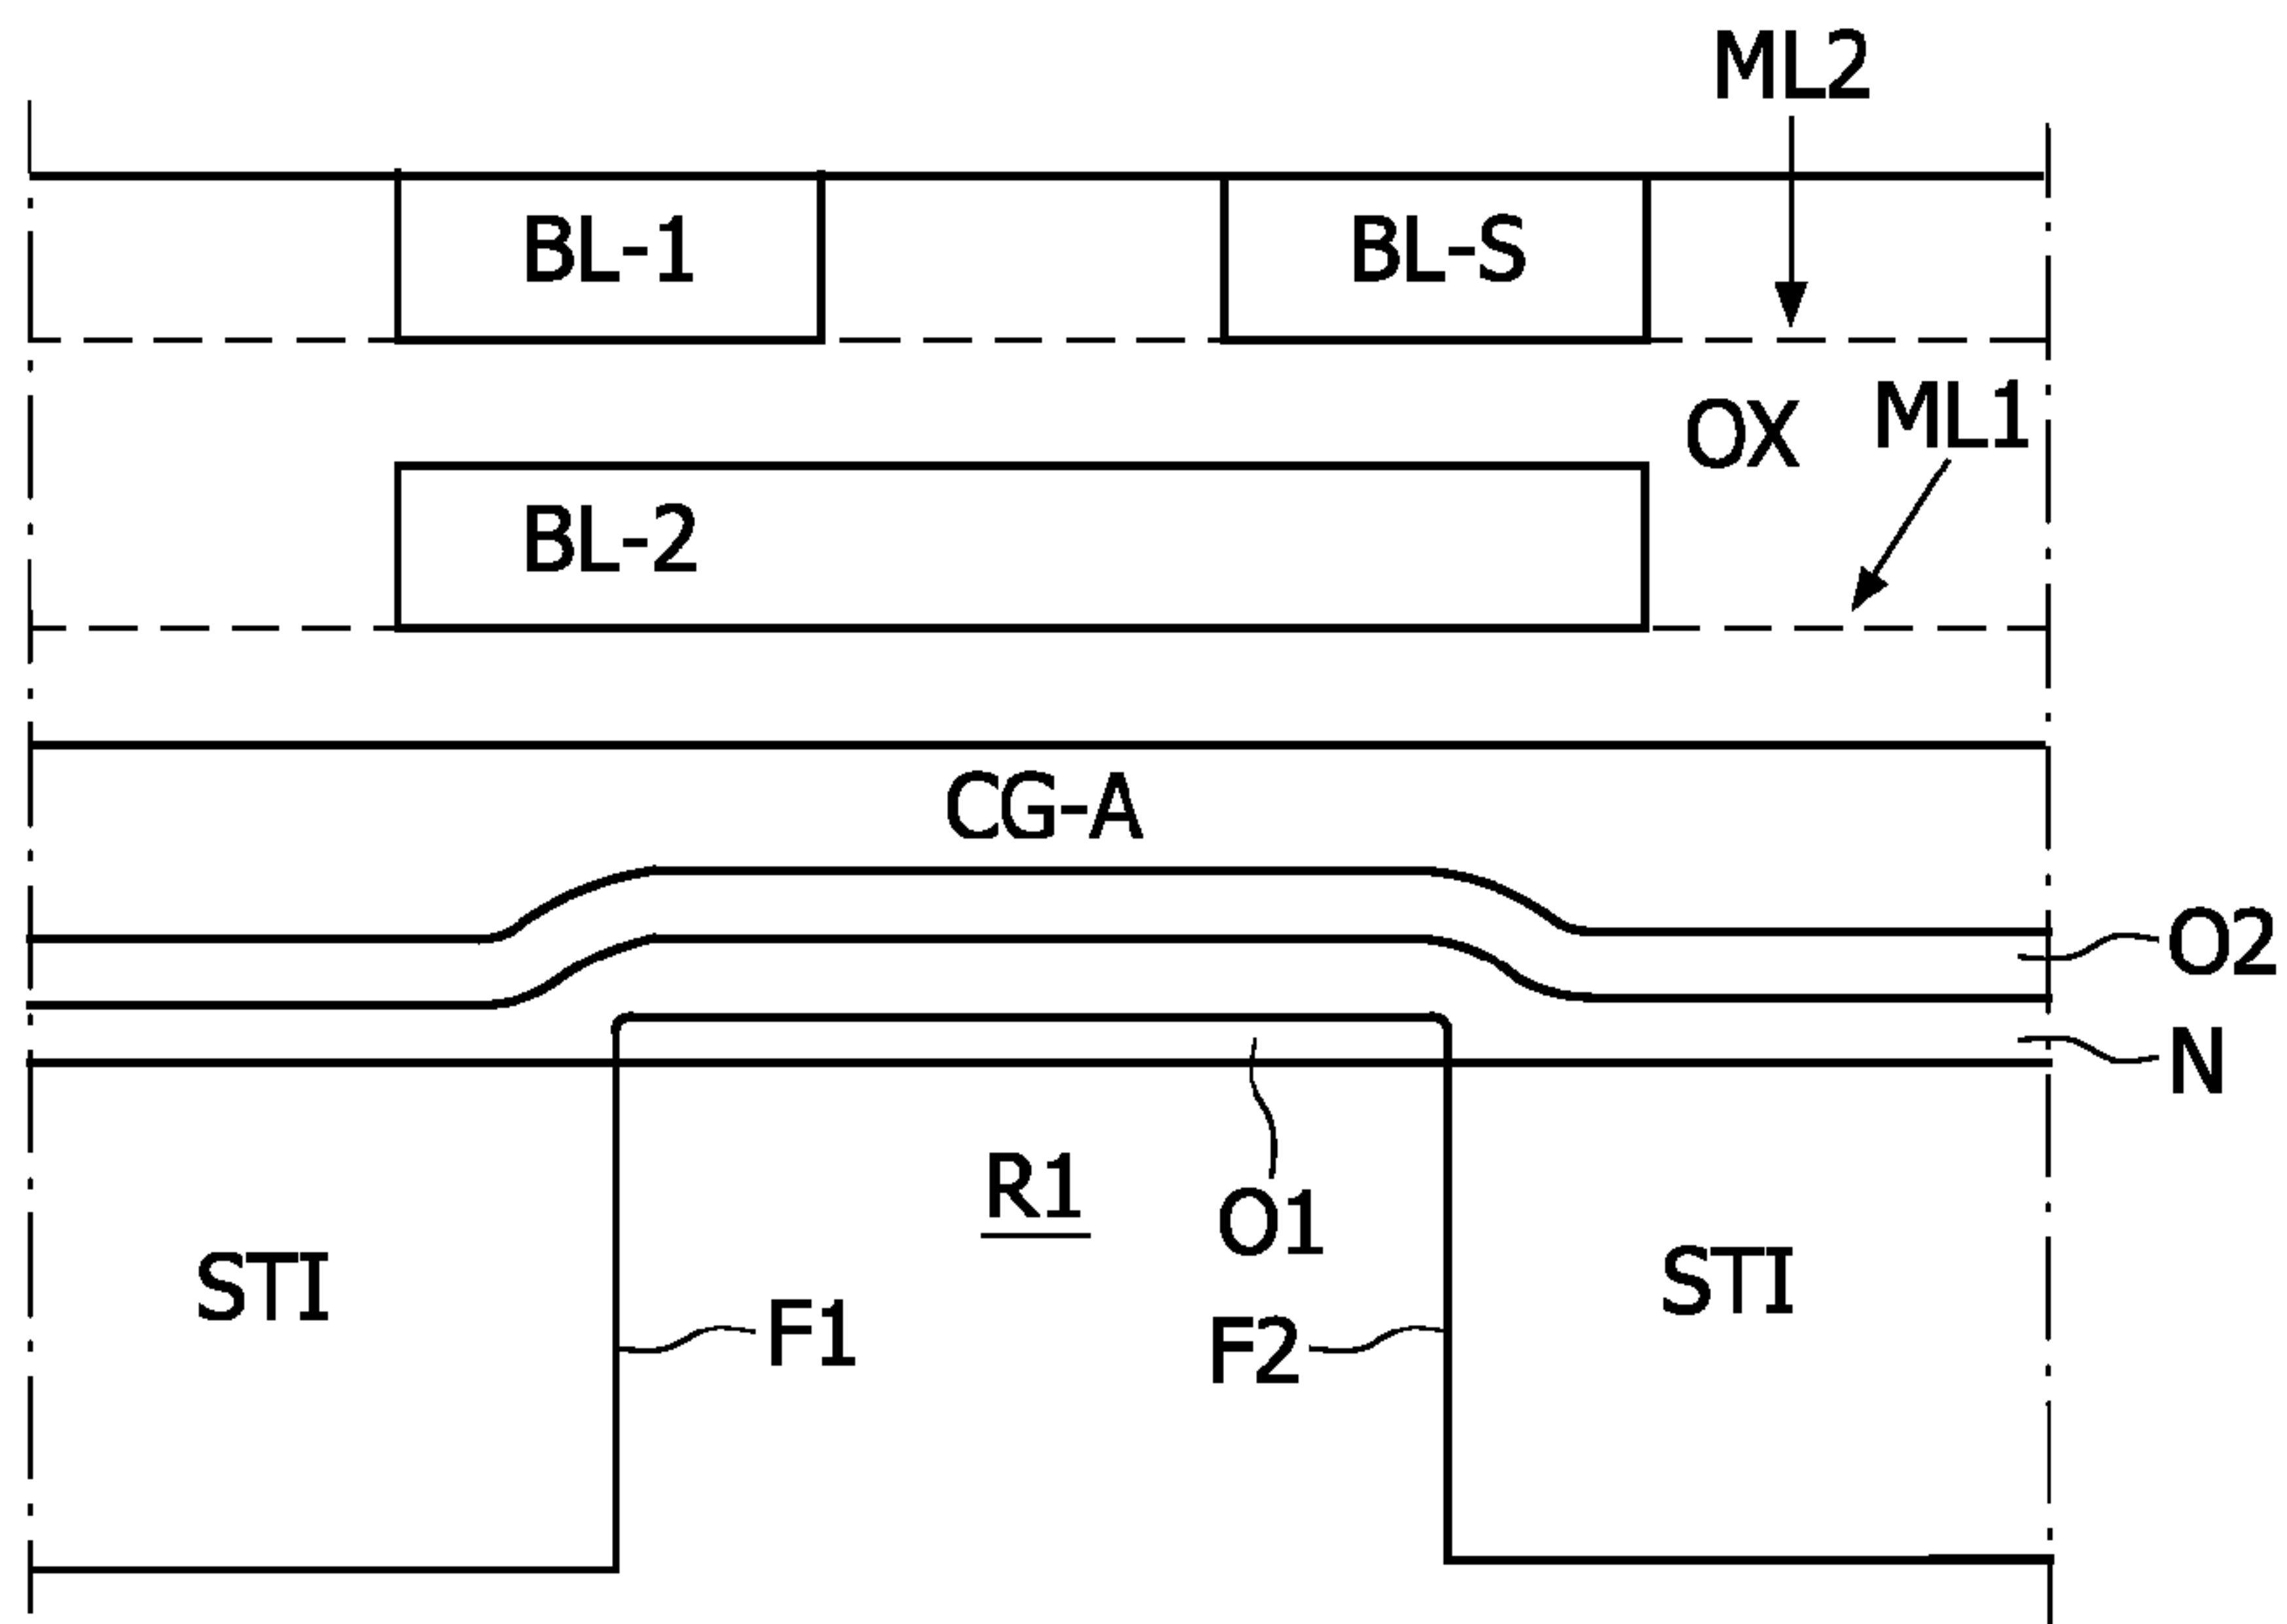 ML2
BL-1
BL-S
OX
ML1
BL-2
CG-A
O2
N
R1
O1
STI
STI
F1
F2